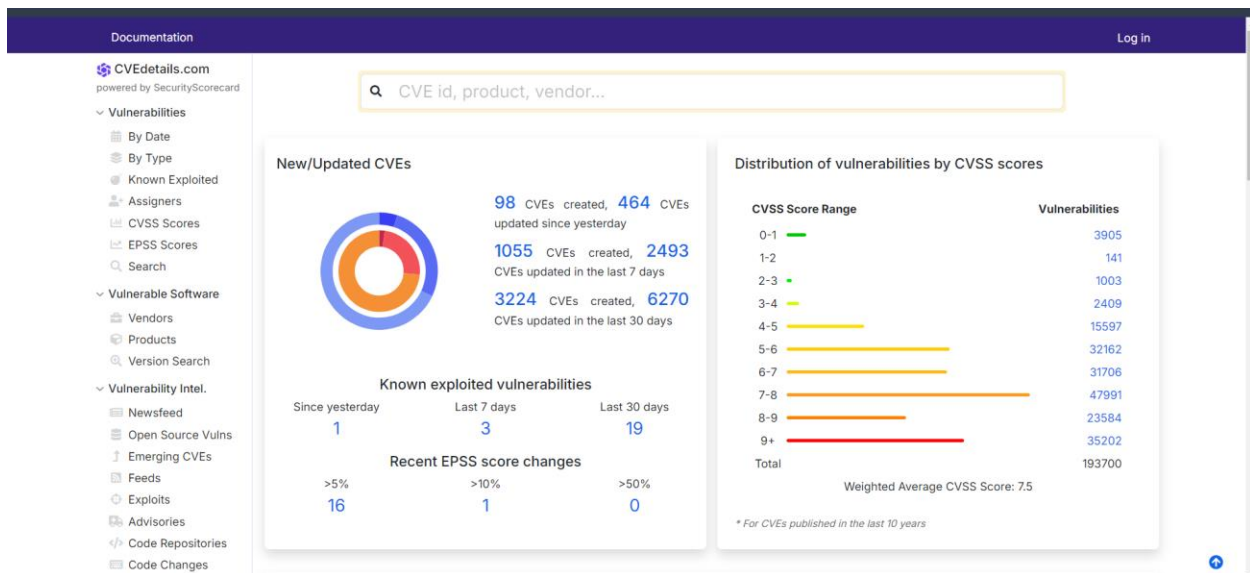 Documentation
Log in
CVEdetails.com
powered by SecurityScorecard
Vulnerabilities
By Date
By Type
Known Exploited
Assigners
CVSS Scores
EPSS Scores
Search
Vulnerable Software
Vendors
Products
Version Search
Vulnerability Intel.
Newsfeed
Open Source Vulns
Emerging CVEs
Feeds
Exploits
Advisories
Code Repositories
Code Changes
CVE id, product, vendor...
New/Updated CVEs
98 CVEs created, 464 CVEs
updated since yesterday
1055 CVEs created, 2493
CVEs updated in the last 7 days
3224 CVEs created, 6270
CVEs updated in the last 30 days
Known exploited vulnerabilities
Since yesterday Last 7 days Last 30 days
1 3 19
Recent EPSS score changes
>5% >10% >50%
16 1 0
Distribution of vulnerabilities by CVSS scores
CVSS Score Range Vulnerabilities
0-1 3905
1-2 141
2-3 1003
3-4 2409
4-5 15597
5-6 32162
6-7 31706
7-8 47991
8-9 23584
9+ 35202
Total 193700
Weighted Average CVSS Score: 7.5
* For CVEs published in the last 10 years